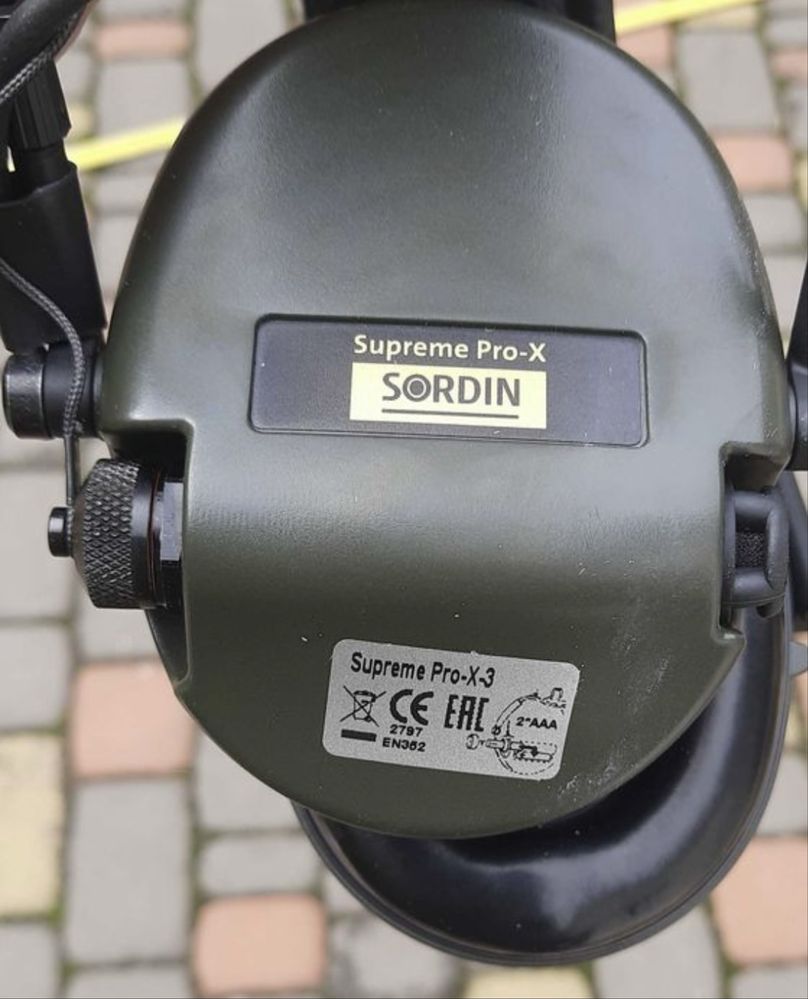 Supreme Pro-X
SORDIN
Supreme Pro-X-3
CE EAC
2797
EN352
2*AAA